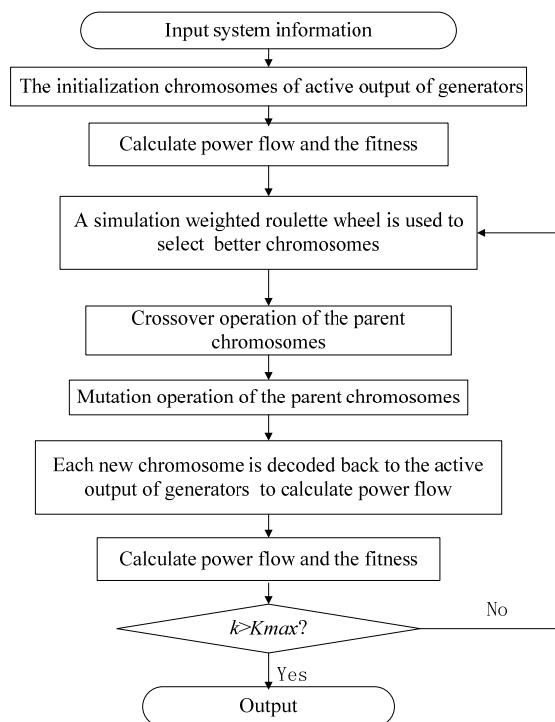 Input system information
The initialization chromosomes of active output of generators
Calculate power flow and the fitness
A simulation weighted roulette wheel is used to
select better chromosomes
Crossover operation of the parent
chromosomes
Mutation operation of the parent chromosomes
Each new chromosome is decoded back to the active
output of generators to calculate power flow
Calculate power flow and the fitness
k>Kmax?
No
Yes
Output